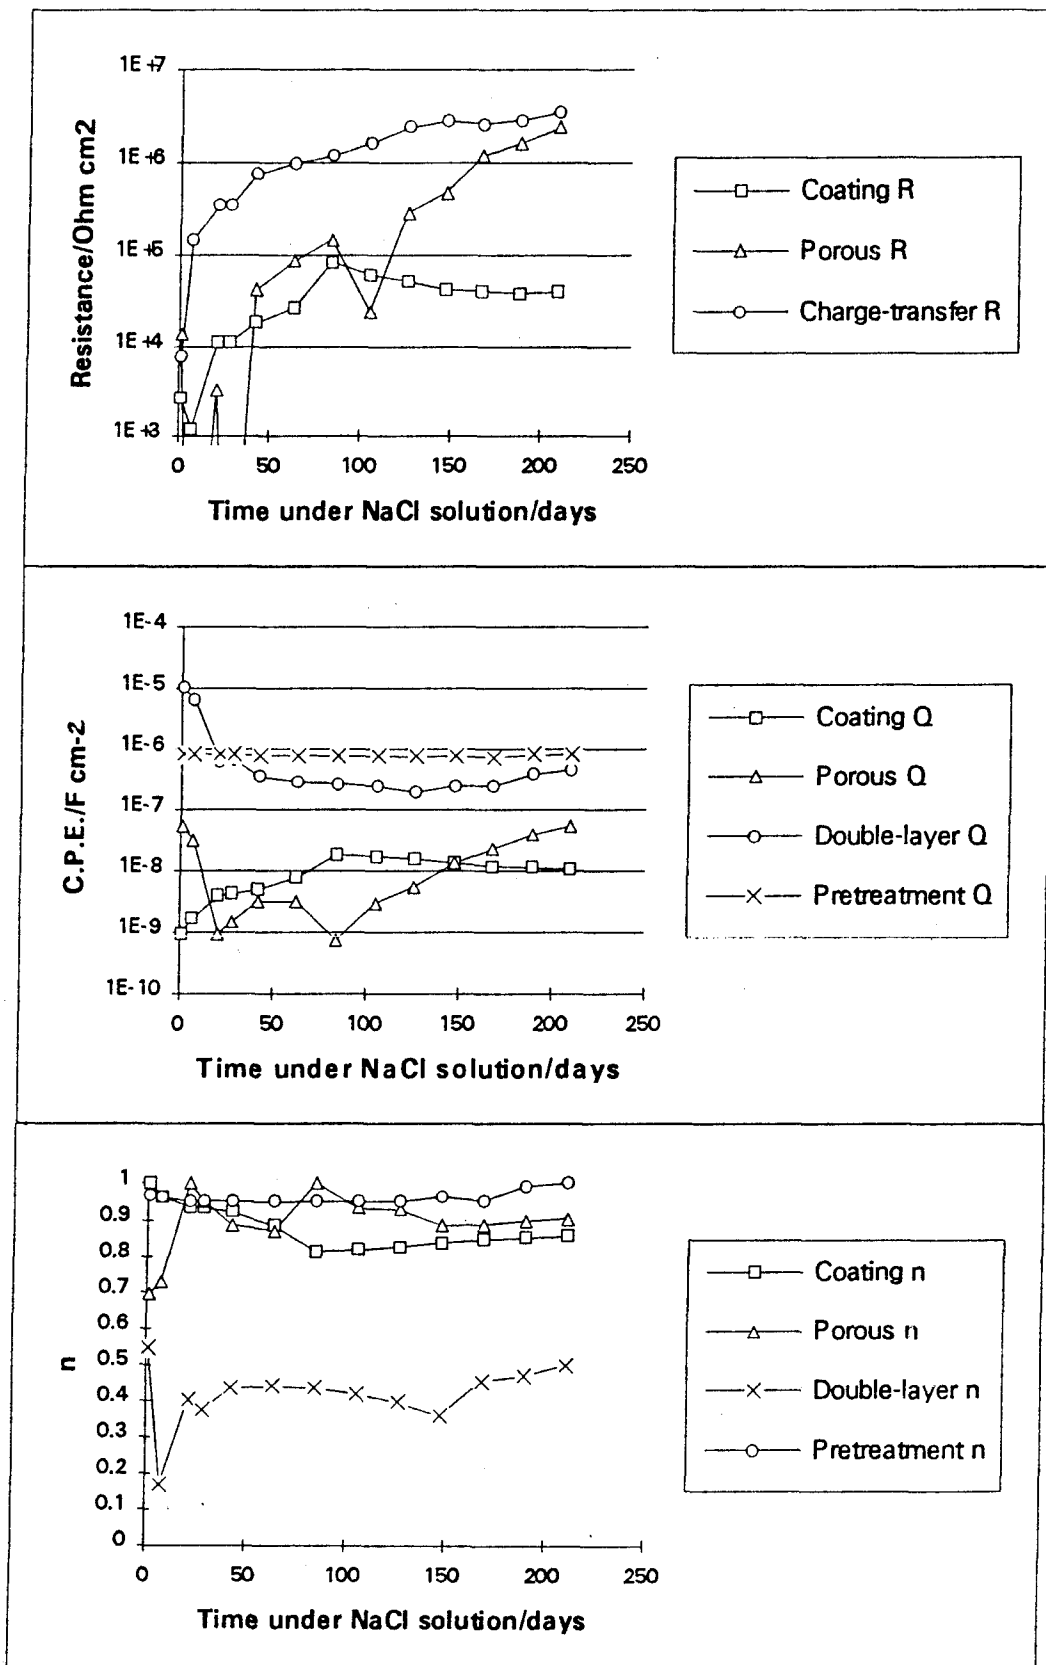 1E+7
1E+6
1E+5
1E+4
1E+3
Resistance/Ohm cm2
0 50 100 150 200 250
Time under NaCl solution/days
Coating R
Porous R
Charge-transfer R
1E-4
1E-5
1E-6
1E-7
1E-8
1E-9
1E-10
C.P.E./F cm-2
0 50 100 150 200 250
Time under NaCl solution/days
Coating Q
Porous Q
Double-layer Q
Pretreatment Q
1
0.9
0.8
0.7
0.6
0.5
0.4
0.3
0.2
0.1
0
n
0 50 100 150 200 250
Time under NaCl solution/days
Coating n
Porous n
Double-layer n
Pretreatment n